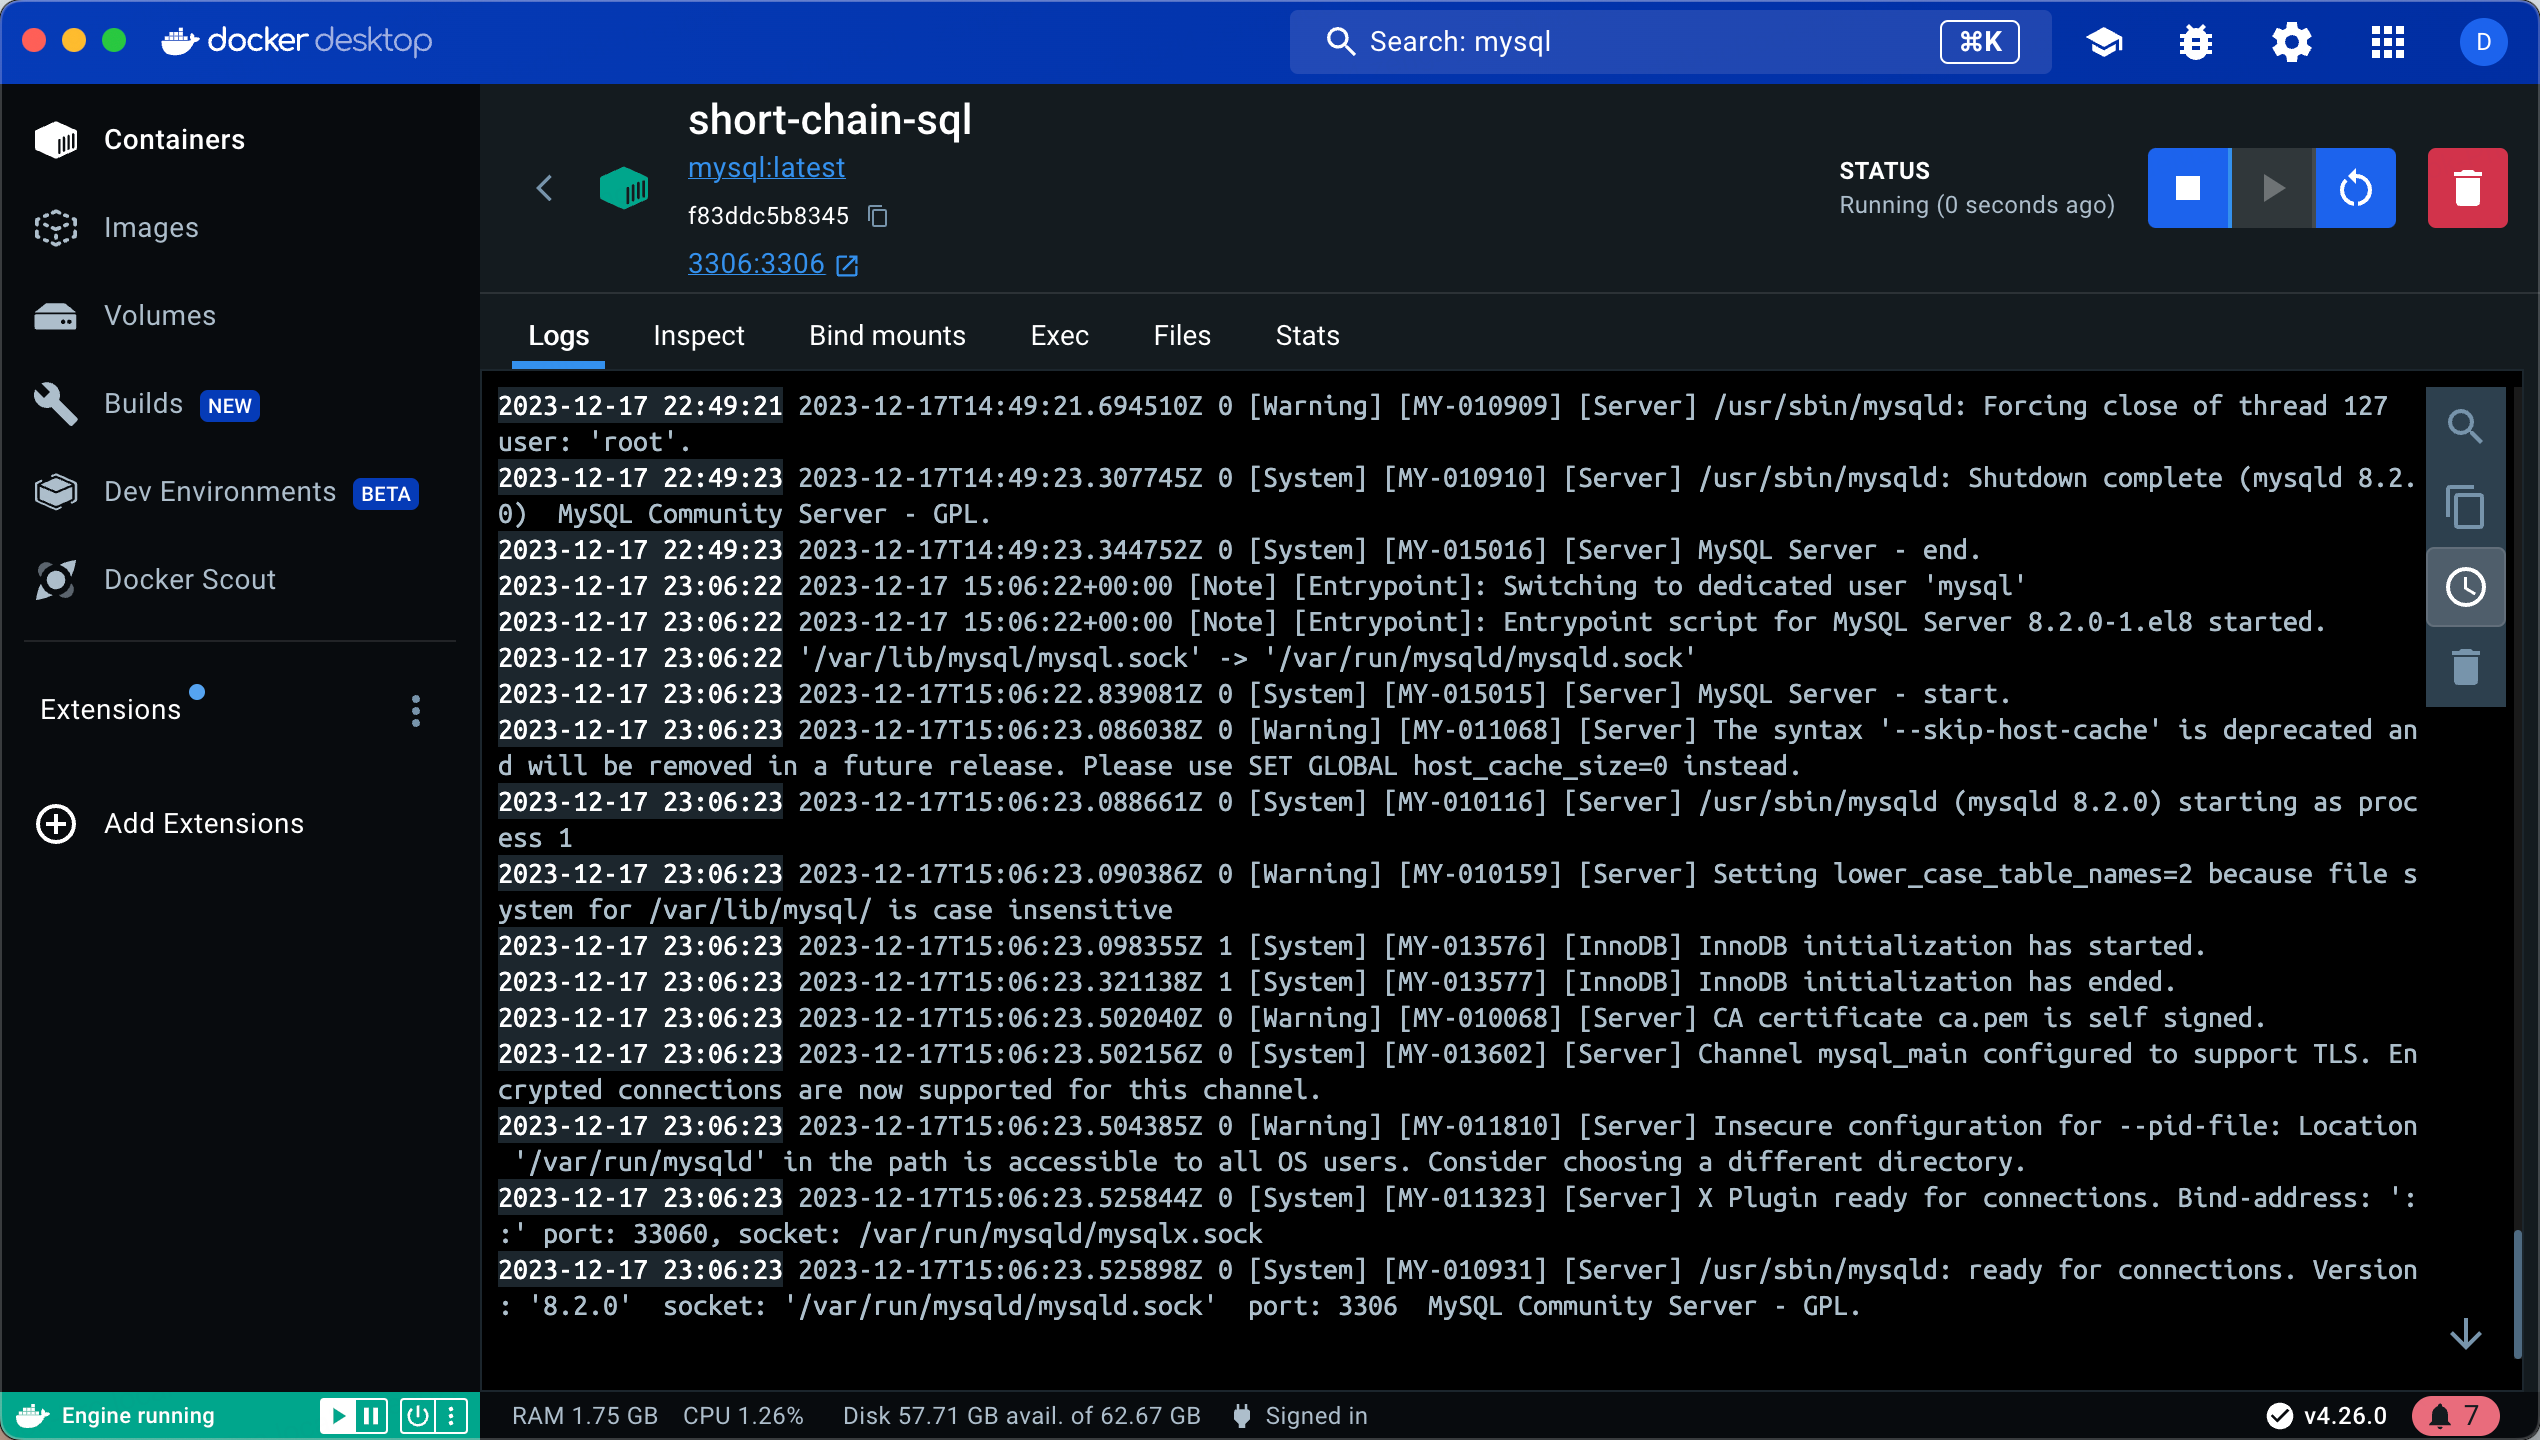 docker desktop
Search: mysql
⌘K
D
Containers
Images
Volumes
Builds NEW
Dev Environments BETA
Docker Scout
Extensions
Add Extensions
short-chain-sql
mysql:latest
f83ddc5b8345
3306:3306
STATUS
Running (0 seconds ago)
Logs Inspect Bind mounts Exec Files Stats
2023-12-17 22:49:21 2023-12-17T14:49:21.694510Z 0 [Warning] [MY-010909] [Server] /usr/sbin/mysqld: Forcing close of thread 127
user: 'root'.
2023-12-17 22:49:23 2023-12-17T14:49:23.307745Z 0 [System] [MY-010910] [Server] /usr/sbin/mysqld: Shutdown complete (mysqld 8.2.
0)  MySQL Community Server - GPL.
2023-12-17 22:49:23 2023-12-17T14:49:23.344752Z 0 [System] [MY-015016] [Server] MySQL Server - end.
2023-12-17 23:06:22 2023-12-17 15:06:22+00:00 [Note] [Entrypoint]: Switching to dedicated user 'mysql'
2023-12-17 23:06:22 2023-12-17 15:06:22+00:00 [Note] [Entrypoint]: Entrypoint script for MySQL Server 8.2.0-1.el8 started.
2023-12-17 23:06:22 '/var/lib/mysql/mysql.sock' -> '/var/run/mysqld/mysqld.sock'
2023-12-17 23:06:23 2023-12-17T15:06:22.839081Z 0 [System] [MY-015015] [Server] MySQL Server - start.
2023-12-17 23:06:23 2023-12-17T15:06:23.086038Z 0 [Warning] [MY-011068] [Server] The syntax '--skip-host-cache' is deprecated an
d will be removed in a future release. Please use SET GLOBAL host_cache_size=0 instead.
2023-12-17 23:06:23 2023-12-17T15:06:23.088661Z 0 [System] [MY-010116] [Server] /usr/sbin/mysqld (mysqld 8.2.0) starting as proc
ess 1
2023-12-17 23:06:23 2023-12-17T15:06:23.090386Z 0 [Warning] [MY-010159] [Server] Setting lower_case_table_names=2 because file s
ystem for /var/lib/mysql/ is case insensitive
2023-12-17 23:06:23 2023-12-17T15:06:23.098355Z 1 [System] [MY-013576] [InnoDB] InnoDB initialization has started.
2023-12-17 23:06:23 2023-12-17T15:06:23.321138Z 1 [System] [MY-013577] [InnoDB] InnoDB initialization has ended.
2023-12-17 23:06:23 2023-12-17T15:06:23.502040Z 0 [Warning] [MY-010068] [Server] CA certificate ca.pem is self signed.
2023-12-17 23:06:23 2023-12-17T15:06:23.502156Z 0 [System] [MY-013602] [Server] Channel mysql_main configured to support TLS. En
crypted connections are now supported for this channel.
2023-12-17 23:06:23 2023-12-17T15:06:23.504385Z 0 [Warning] [MY-011810] [Server] Insecure configuration for --pid-file: Location
 '/var/run/mysqld' in the path is accessible to all OS users. Consider choosing a different directory.
2023-12-17 23:06:23 2023-12-17T15:06:23.525844Z 0 [System] [MY-011323] [Server] X Plugin ready for connections. Bind-address: ':
:' port: 33060, socket: /var/run/mysqld/mysqlx.sock
2023-12-17 23:06:23 2023-12-17T15:06:23.525898Z 0 [System] [MY-010931] [Server] /usr/sbin/mysqld: ready for connections. Version
: '8.2.0'  socket: '/var/run/mysqld/mysqld.sock'  port: 3306  MySQL Community Server - GPL.
Engine running
RAM 1.75 GB CPU 1.26% Disk 57.71 GB avail. of 62.67 GB Signed in
v4.26.0
7